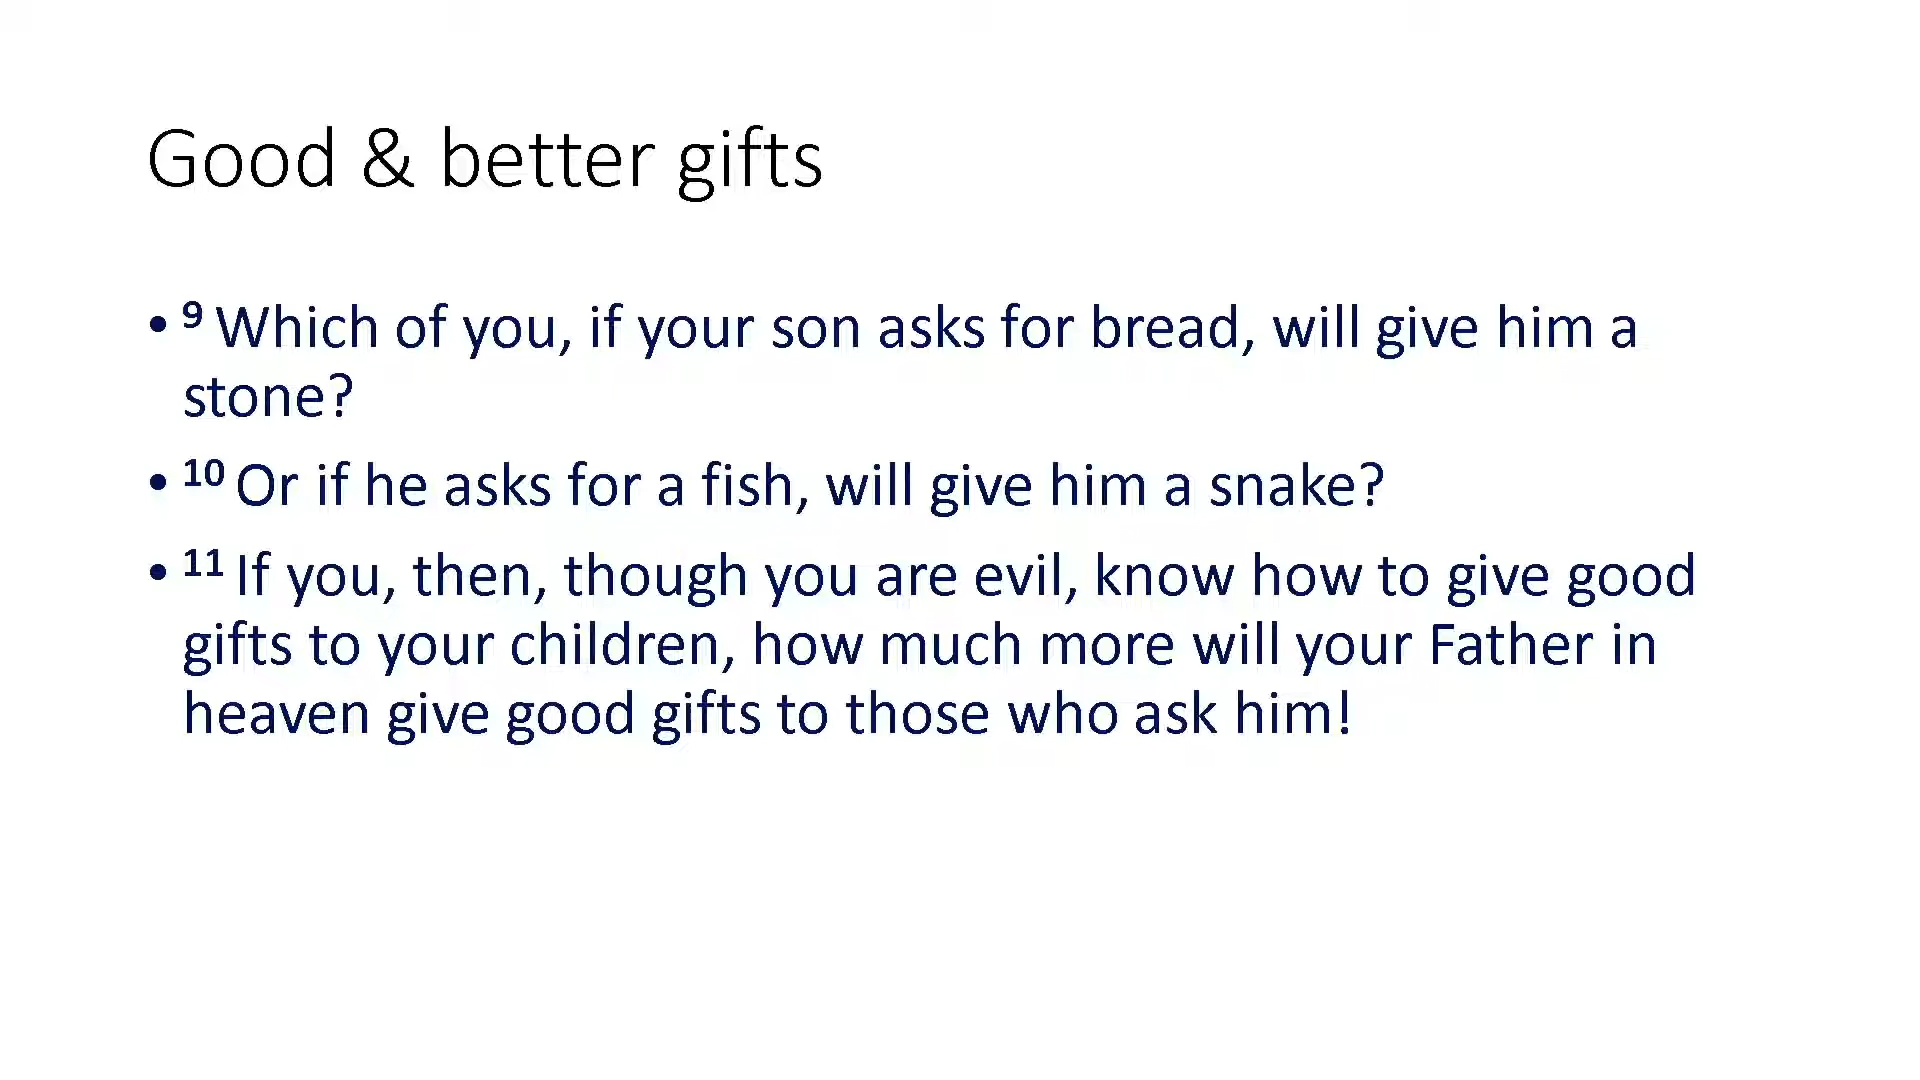 Good & better gifts
• 9 Which of you, if your son asks for bread, will give him a
stone?
• 10 Or if he asks for a fish, will give him a snake?
• 11 If you, then, though you are evil, know how to give good
gifts to your children, how much more will your Father in
heaven give good gifts to those who ask him!